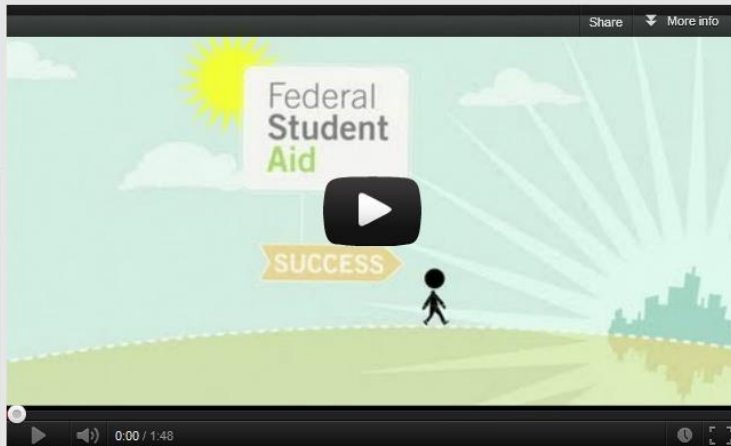 Share More info
Federal
Student
Aid
SUCCESS
0:00 / 1:48